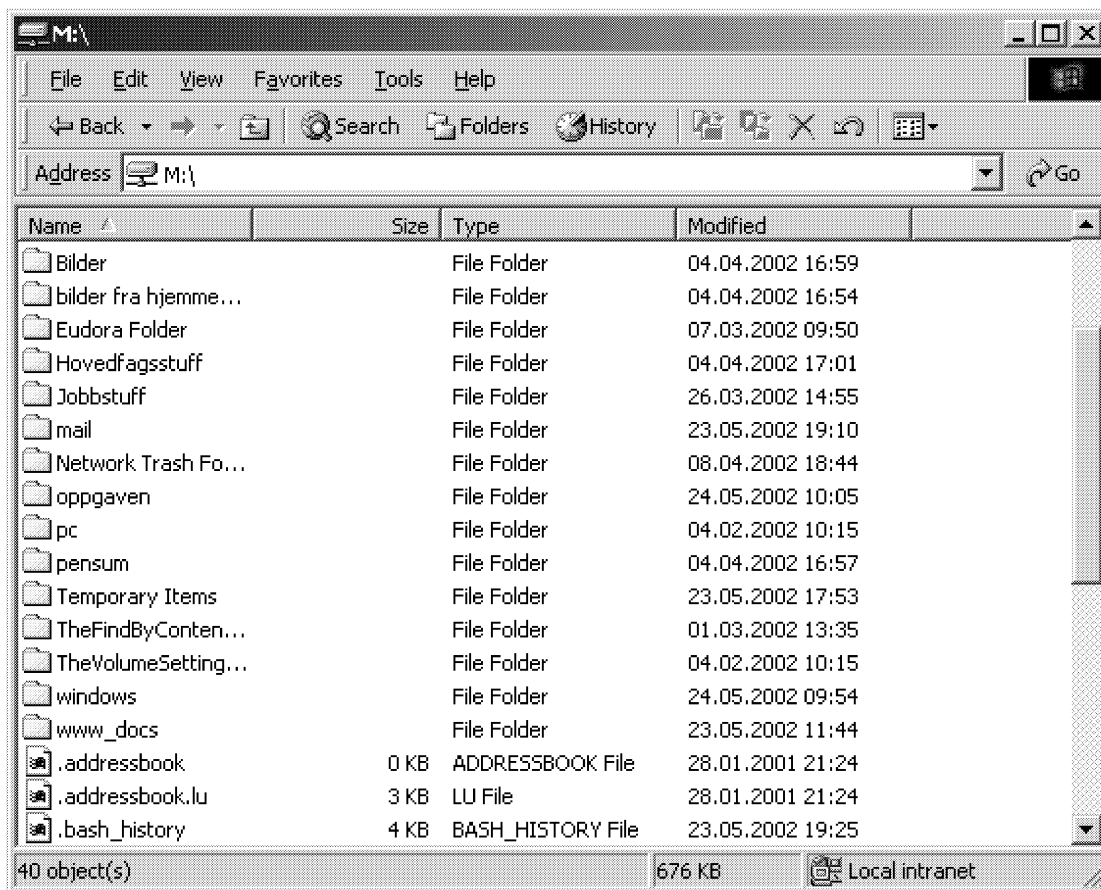 M:\
File Edit View Favorites Tools Help
Back Search Folders History
Address M:\ Go
Name Size Type Modified
Bilder File Folder 04.04.2002 16:59
bilder fra hjemme... File Folder 04.04.2002 16:54
Eudora Folder File Folder 07.03.2002 09:50
Hovedfagsstuff File Folder 04.04.2002 17:01
Jobbstuff File Folder 26.03.2002 14:55
mail File Folder 23.05.2002 19:10
Network Trash Fo... File Folder 08.04.2002 18:44
oppgaven File Folder 24.05.2002 10:05
pc File Folder 04.02.2002 10:15
pensum File Folder 04.04.2002 16:57
Temporary Items File Folder 23.05.2002 17:53
TheFindByConten... File Folder 01.03.2002 13:35
TheVolumeSetting... File Folder 04.02.2002 10:15
windows File Folder 24.05.2002 09:54
www_docs File Folder 23.05.2002 11:44
.addressbook 0 KB ADDRESSBOOK File 28.01.2001 21:24
.addressbook.lu 3 KB LU File 28.01.2001 21:24
.bash_history 4 KB BASH_HISTORY File 23.05.2002 19:25
40 object(s) 676 KB Local intranet